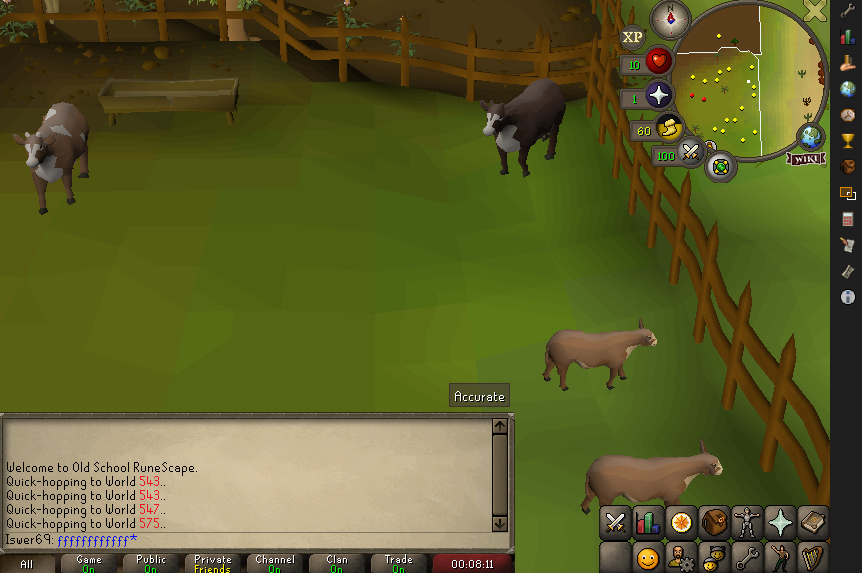 N
XP
10
1
60
100
WIKI
Accurate
Welcome to Old School RuneScape.
Quick-hopping to World 543..
Quick-hopping to World 543..
Quick-hopping to World 547..
Quick-hopping to World 575..
Iswer69: ffffffffffff*
All
Game
On
Public
On
Private
Friends
Channel
On
Clan
On
Trade
On
00:08:11